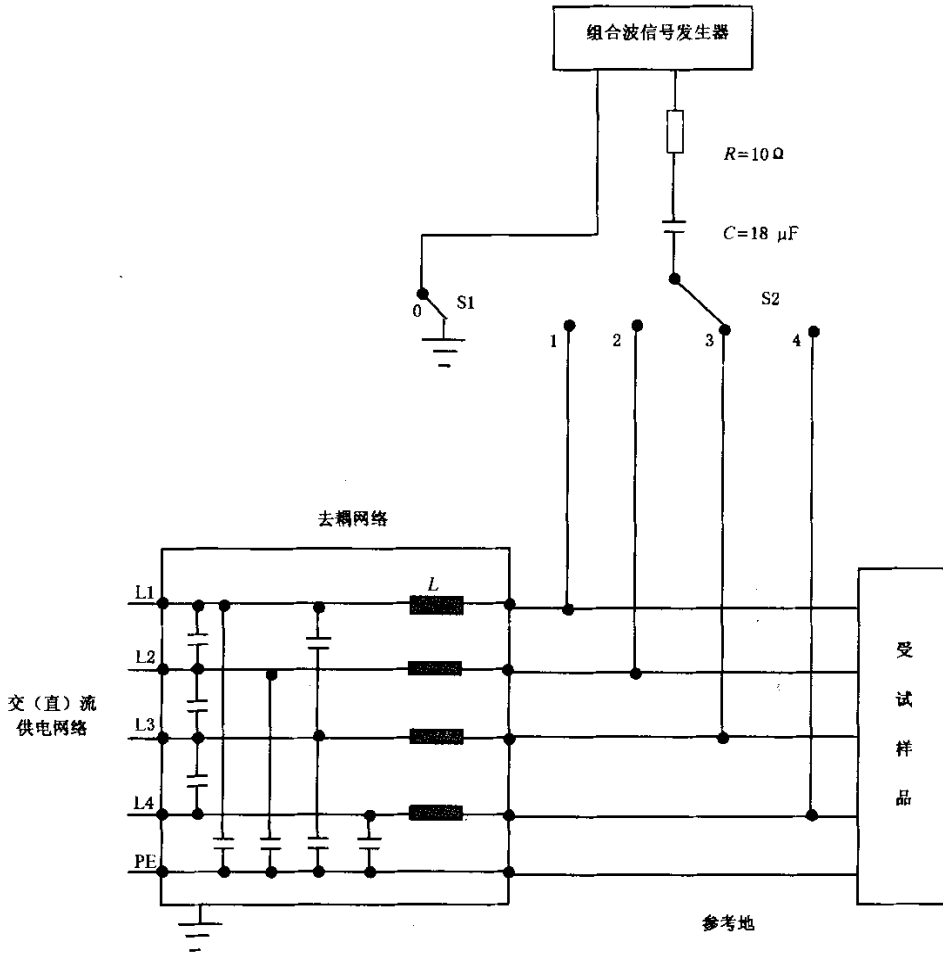 组合波信号发生器
R=10 Ω
C=18 μF
0
S1
S2
1
2
3
4
去耦网络
L1
L
L2
L3
L4
PE
交（直）流
供电网络
受
试
样
品
参考地